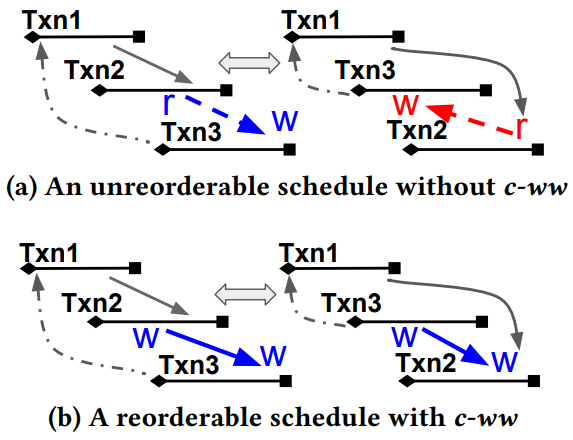 Txn1 Txn1
Txn2 Txn3
r w w
Txn3 Txn2 r
(a) An unreorderable schedule without c-ww
Txn1 Txn1
Txn2 Txn3
w w w
Txn3 Txn2 w
(b) A reorderable schedule with c-ww